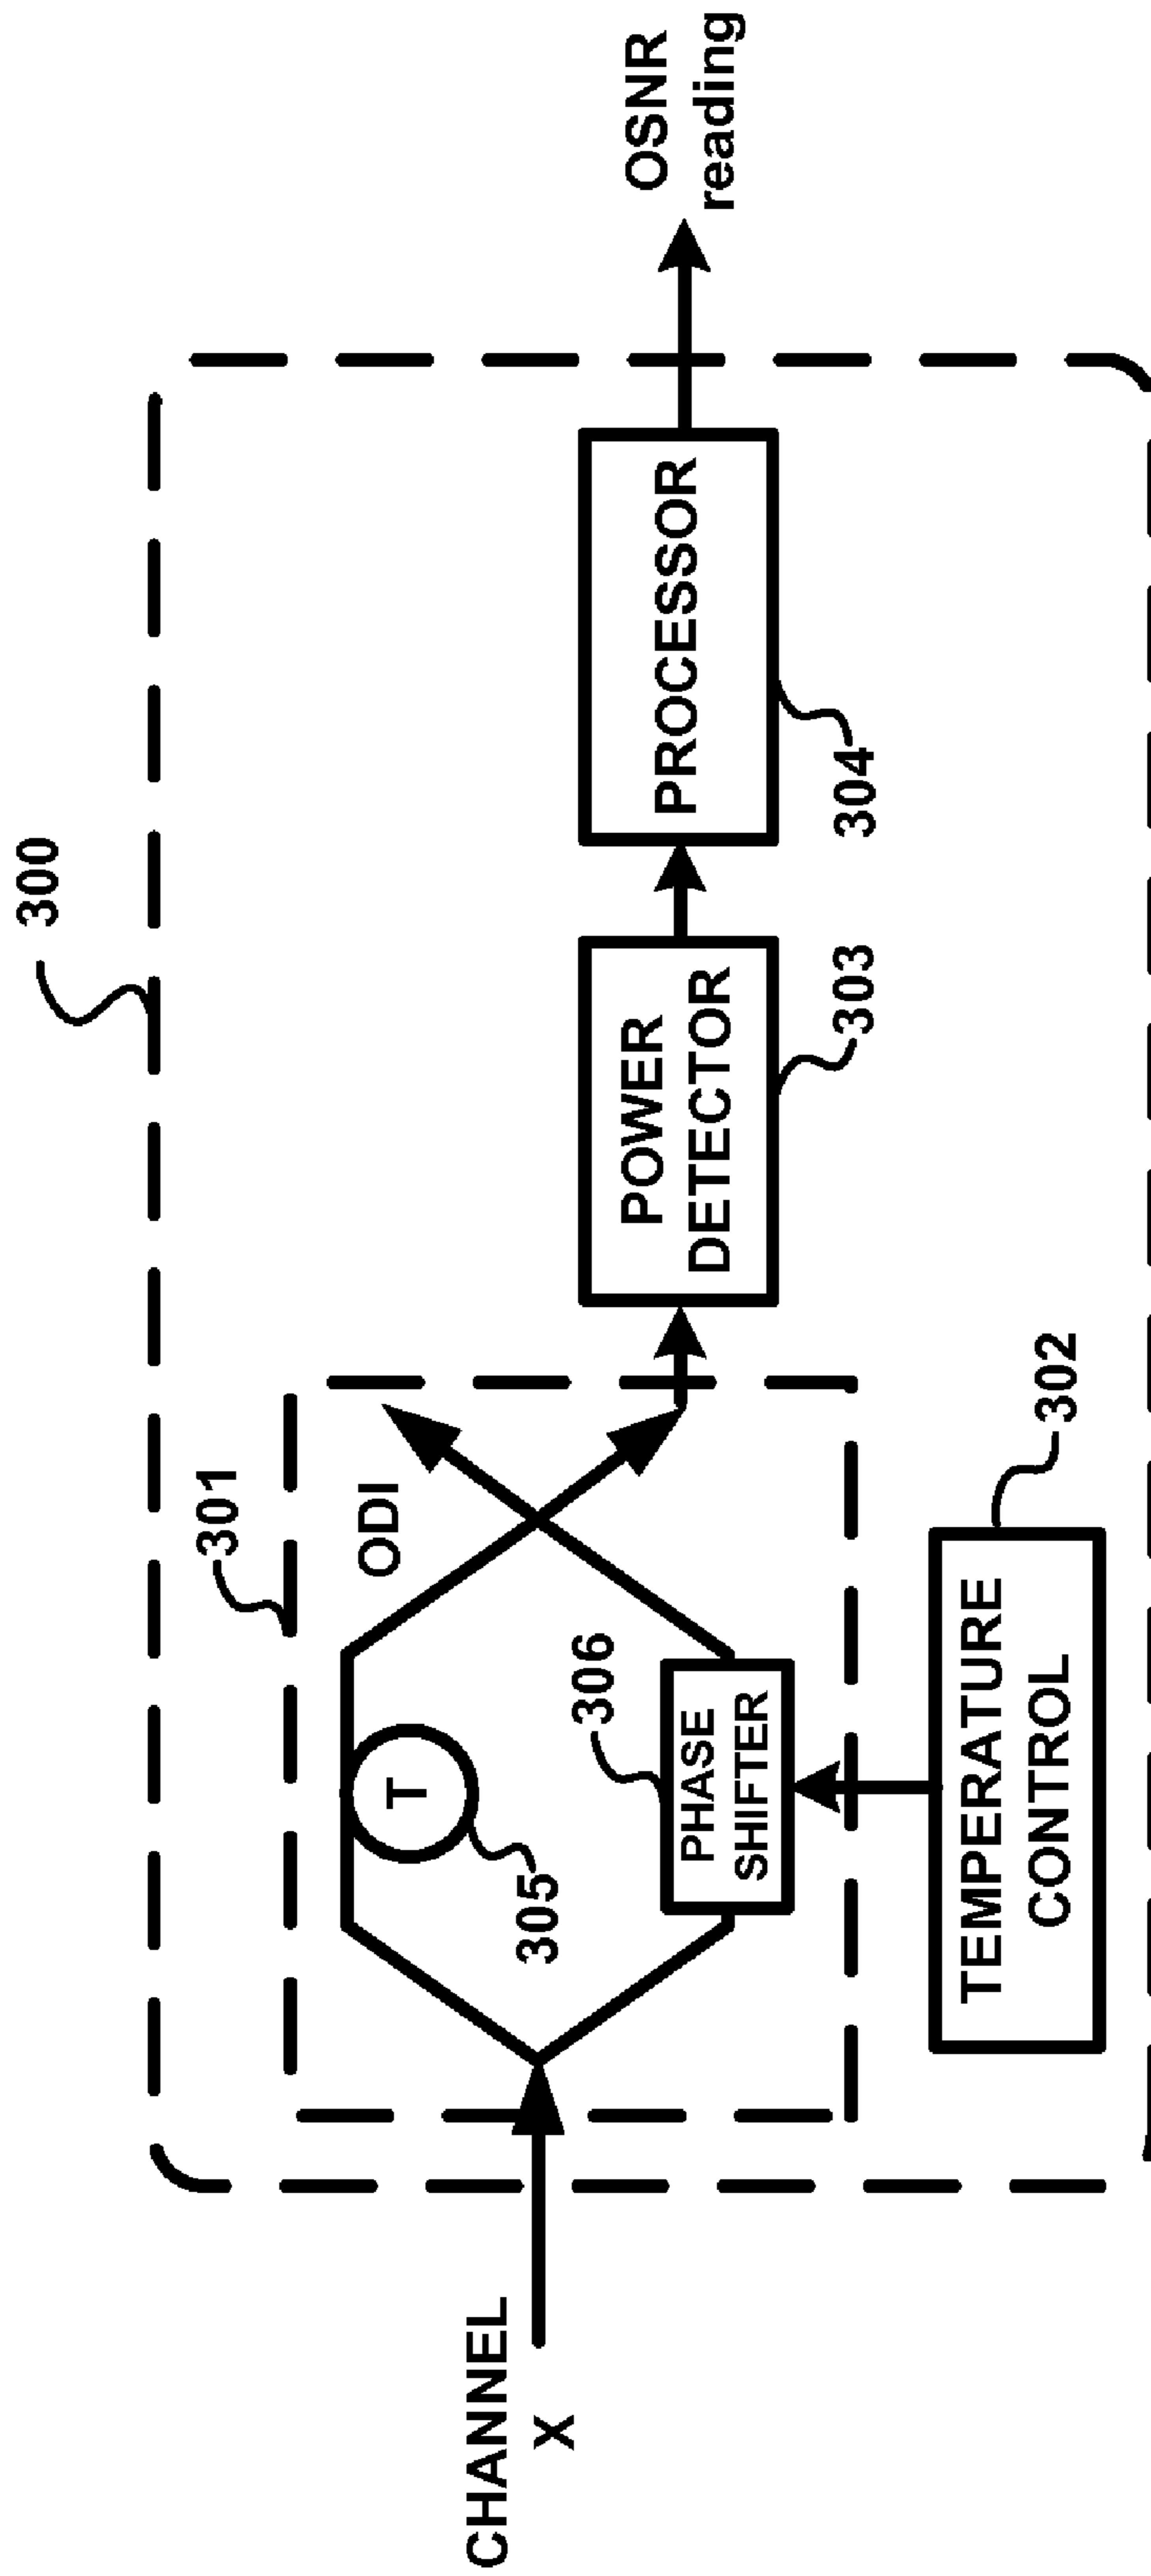 300
301
ODI
T
305
306
PHASE
SHIFTER
CHANNEL
X
POWER
DETECTOR
303
PROCESSOR
304
OSNR
reading
TEMPERATURE
CONTROL
302